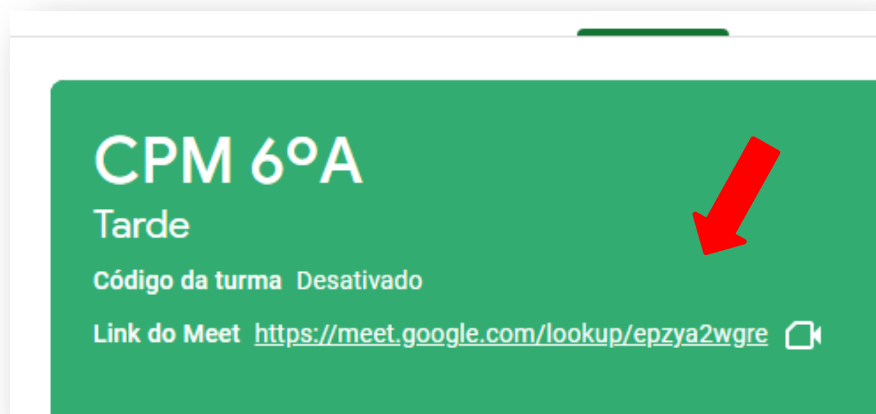 CPM 6ºA
Tarde
Código da turma Desativado
Link do Meet https://meet.google.com/lookup/epzya2wgre